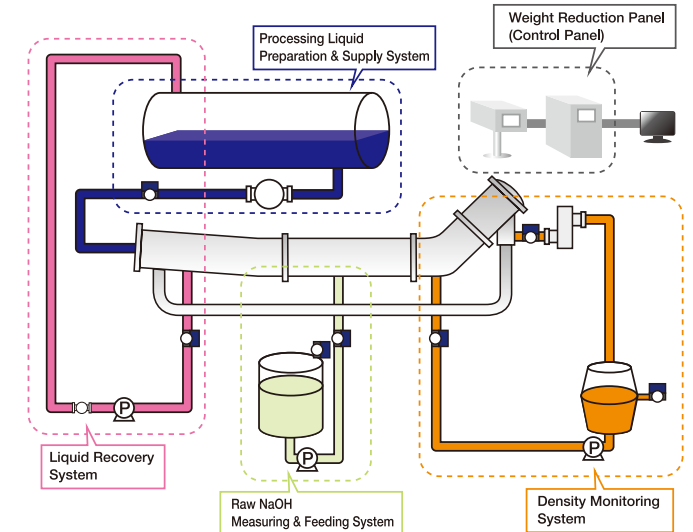 Processing Liquid
Preparation & Supply System
Weight Reduction Panel
(Control Panel)
P
P
P
Liquid Recovery
System
Raw NaOH
Measuring & Feeding System
Density Monitoring
System